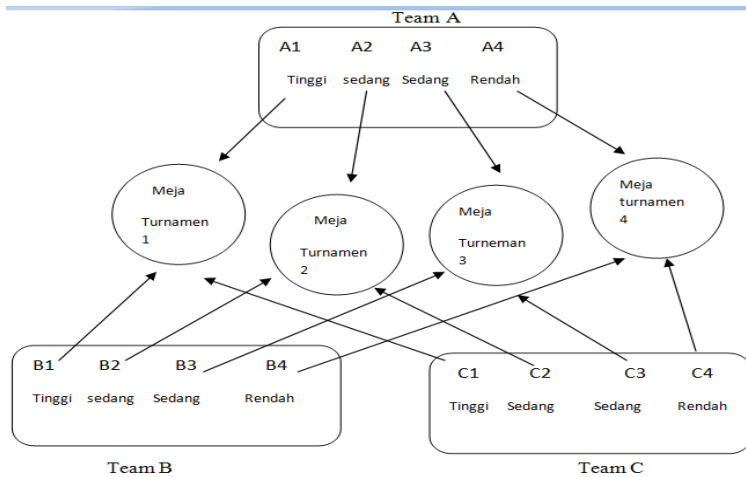 Team A
A1 A2 A3 A4
Tinggi sedang Sedang Rendah
Meja
Turnamen
1
Meja
Turnamen
2
Meja
Turneman
3
Meja
turnamen
4
B1 B2 B3 B4
Tinggi sedang Sedang Rendah
Team B
C1 C2 C3 C4
Tinggi Sedang Sedang Rendah
Team C